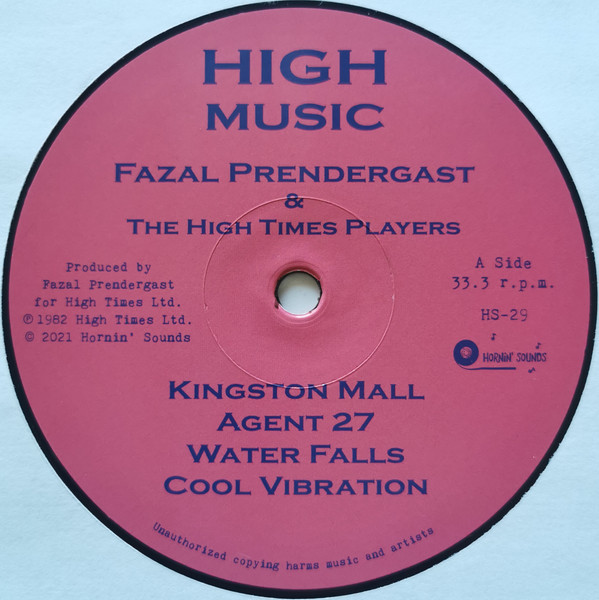 HIGH
MUSIC
FAZAL PRENDERGAST
&
THE HIGH TIMES PLAYERS
Produced by
Fazal Prendergast
for High Times Ltd.
℗ 1982 High Times Ltd.
© 2021 Hornin' Sounds
A Side
33.3 r.p.m.
HS-29
HORNIN' SOUNDS
KINGSTON MALL
AGENT 27
WATER FALLS
COOL VIBRATION
Unauthorized copying harms music and artists